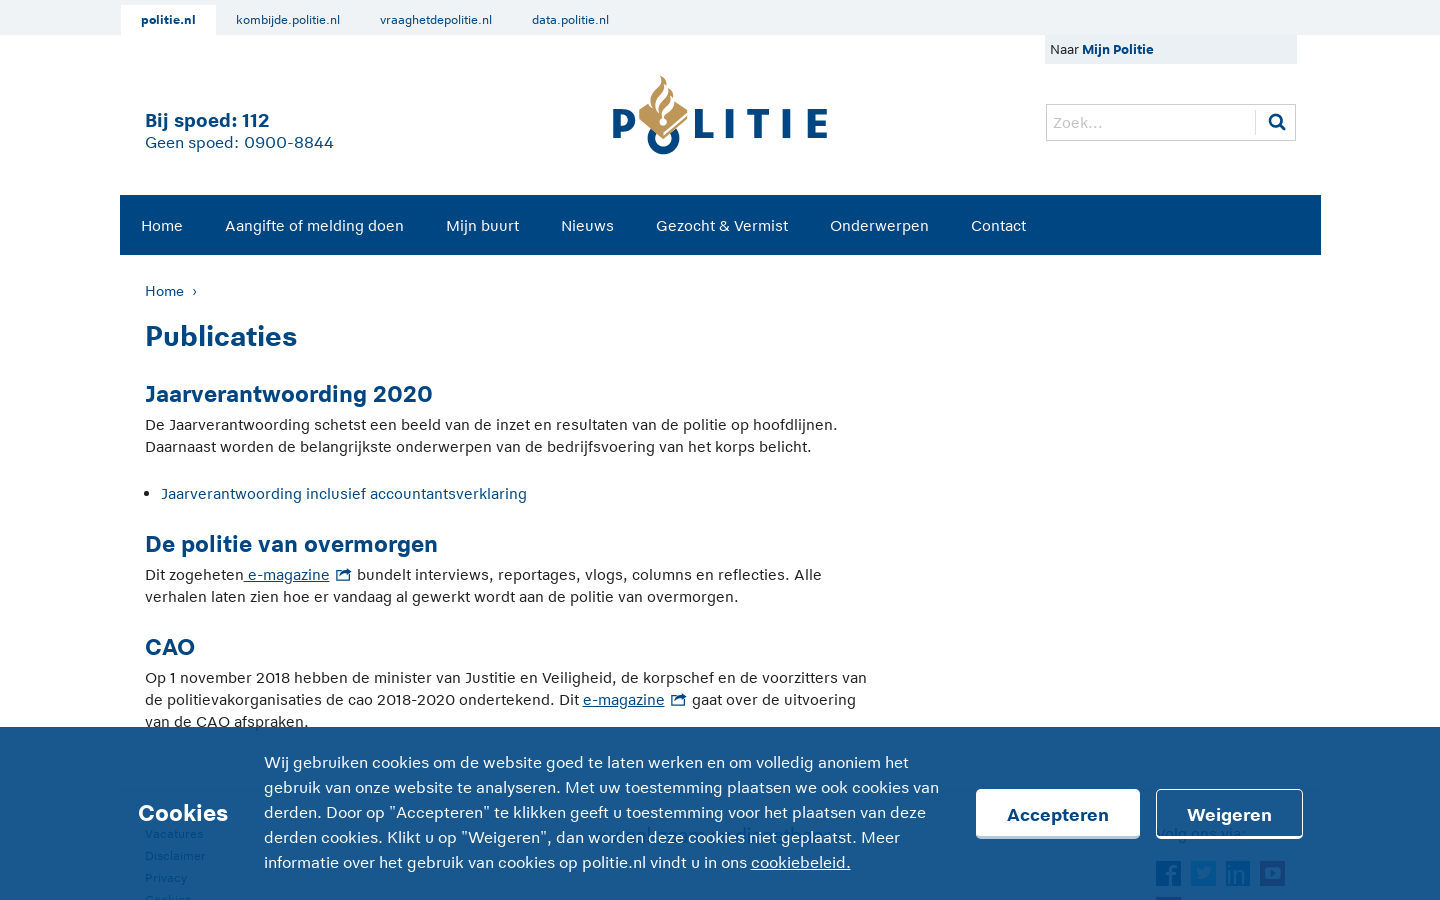 politie.nl
kombijde.politie.nl
vraaghetdepolitie.nl
data.politie.nl
Naar Mijn Politie
Bij spoed: 112
Geen spoed: 0900-8844
POLITIE
Zoek...
Home
Aangifte of melding doen
Mijn buurt
Nieuws
Gezocht & Vermist
Onderwerpen
Contact
Home ›
Publicaties
Jaarverantwoording 2020
De Jaarverantwoording schetst een beeld van de inzet en resultaten van de politie op hoofdlijnen.
Daarnaast worden de belangrijkste onderwerpen van de bedrijfsvoering van het korps belicht.
• Jaarverantwoording inclusief accountantsverklaring
De politie van overmorgen
Dit zogeheten e-magazine bundelt interviews, reportages, vlogs, columns en reflecties. Alle
verhalen laten zien hoe er vandaag al gewerkt wordt aan de politie van overmorgen.
CAO
Op 1 november 2018 hebben de minister van Justitie en Veiligheid, de korpschef en de voorzitters van
de politievakorganisaties de cao 2018-2020 ondertekend. Dit e-magazine gaat over de uitvoering
van de CAO afspraken.
Cookies
Wij gebruiken cookies om de website goed te laten werken en om volledig anoniem het
gebruik van onze website te analyseren. Met uw toestemming plaatsen we ook cookies van
derden. Door op "Accepteren" te klikken geeft u toestemming voor het plaatsen van deze
derden cookies. Klikt u op "Weigeren", dan worden deze cookies niet geplaatst. Meer
informatie over het gebruik van cookies op politie.nl vindt u in ons cookiebeleid.
Accepteren
Weigeren
Vacatures
Disclaimer
Privacy
Cookies
Volg ons via: